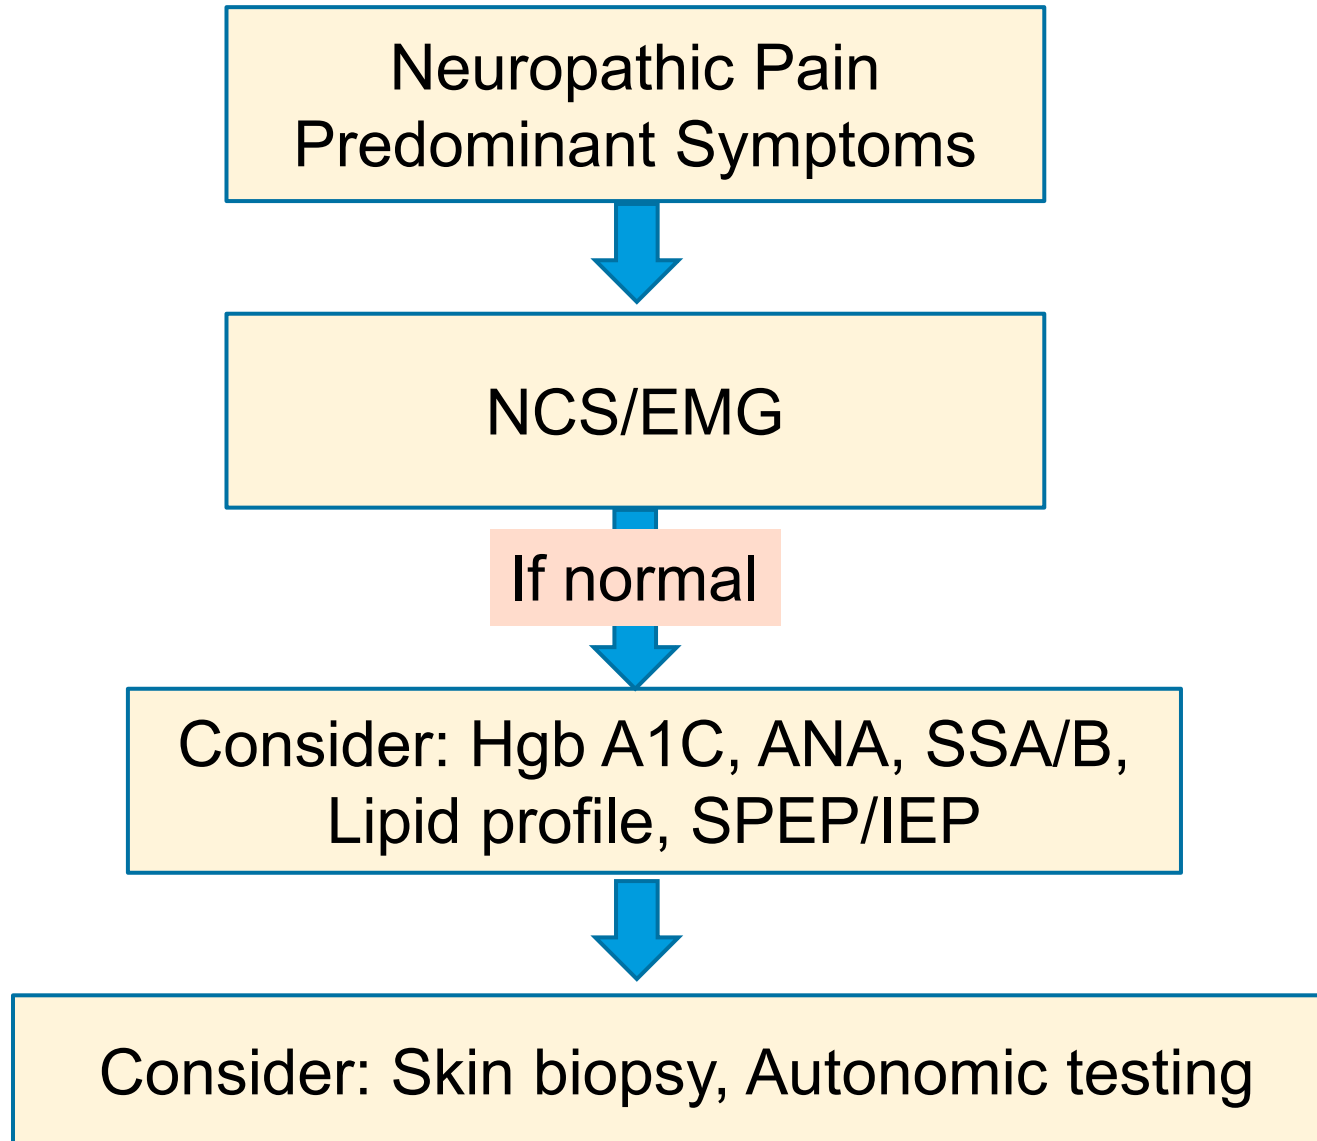 Neuropathic Pain
Predominant Symptoms
NCS/EMG
If normal
Consider: Hgb A1C, ANA, SSA/B,
Lipid profile, SPEP/IEP
Consider: Skin biopsy, Autonomic testing